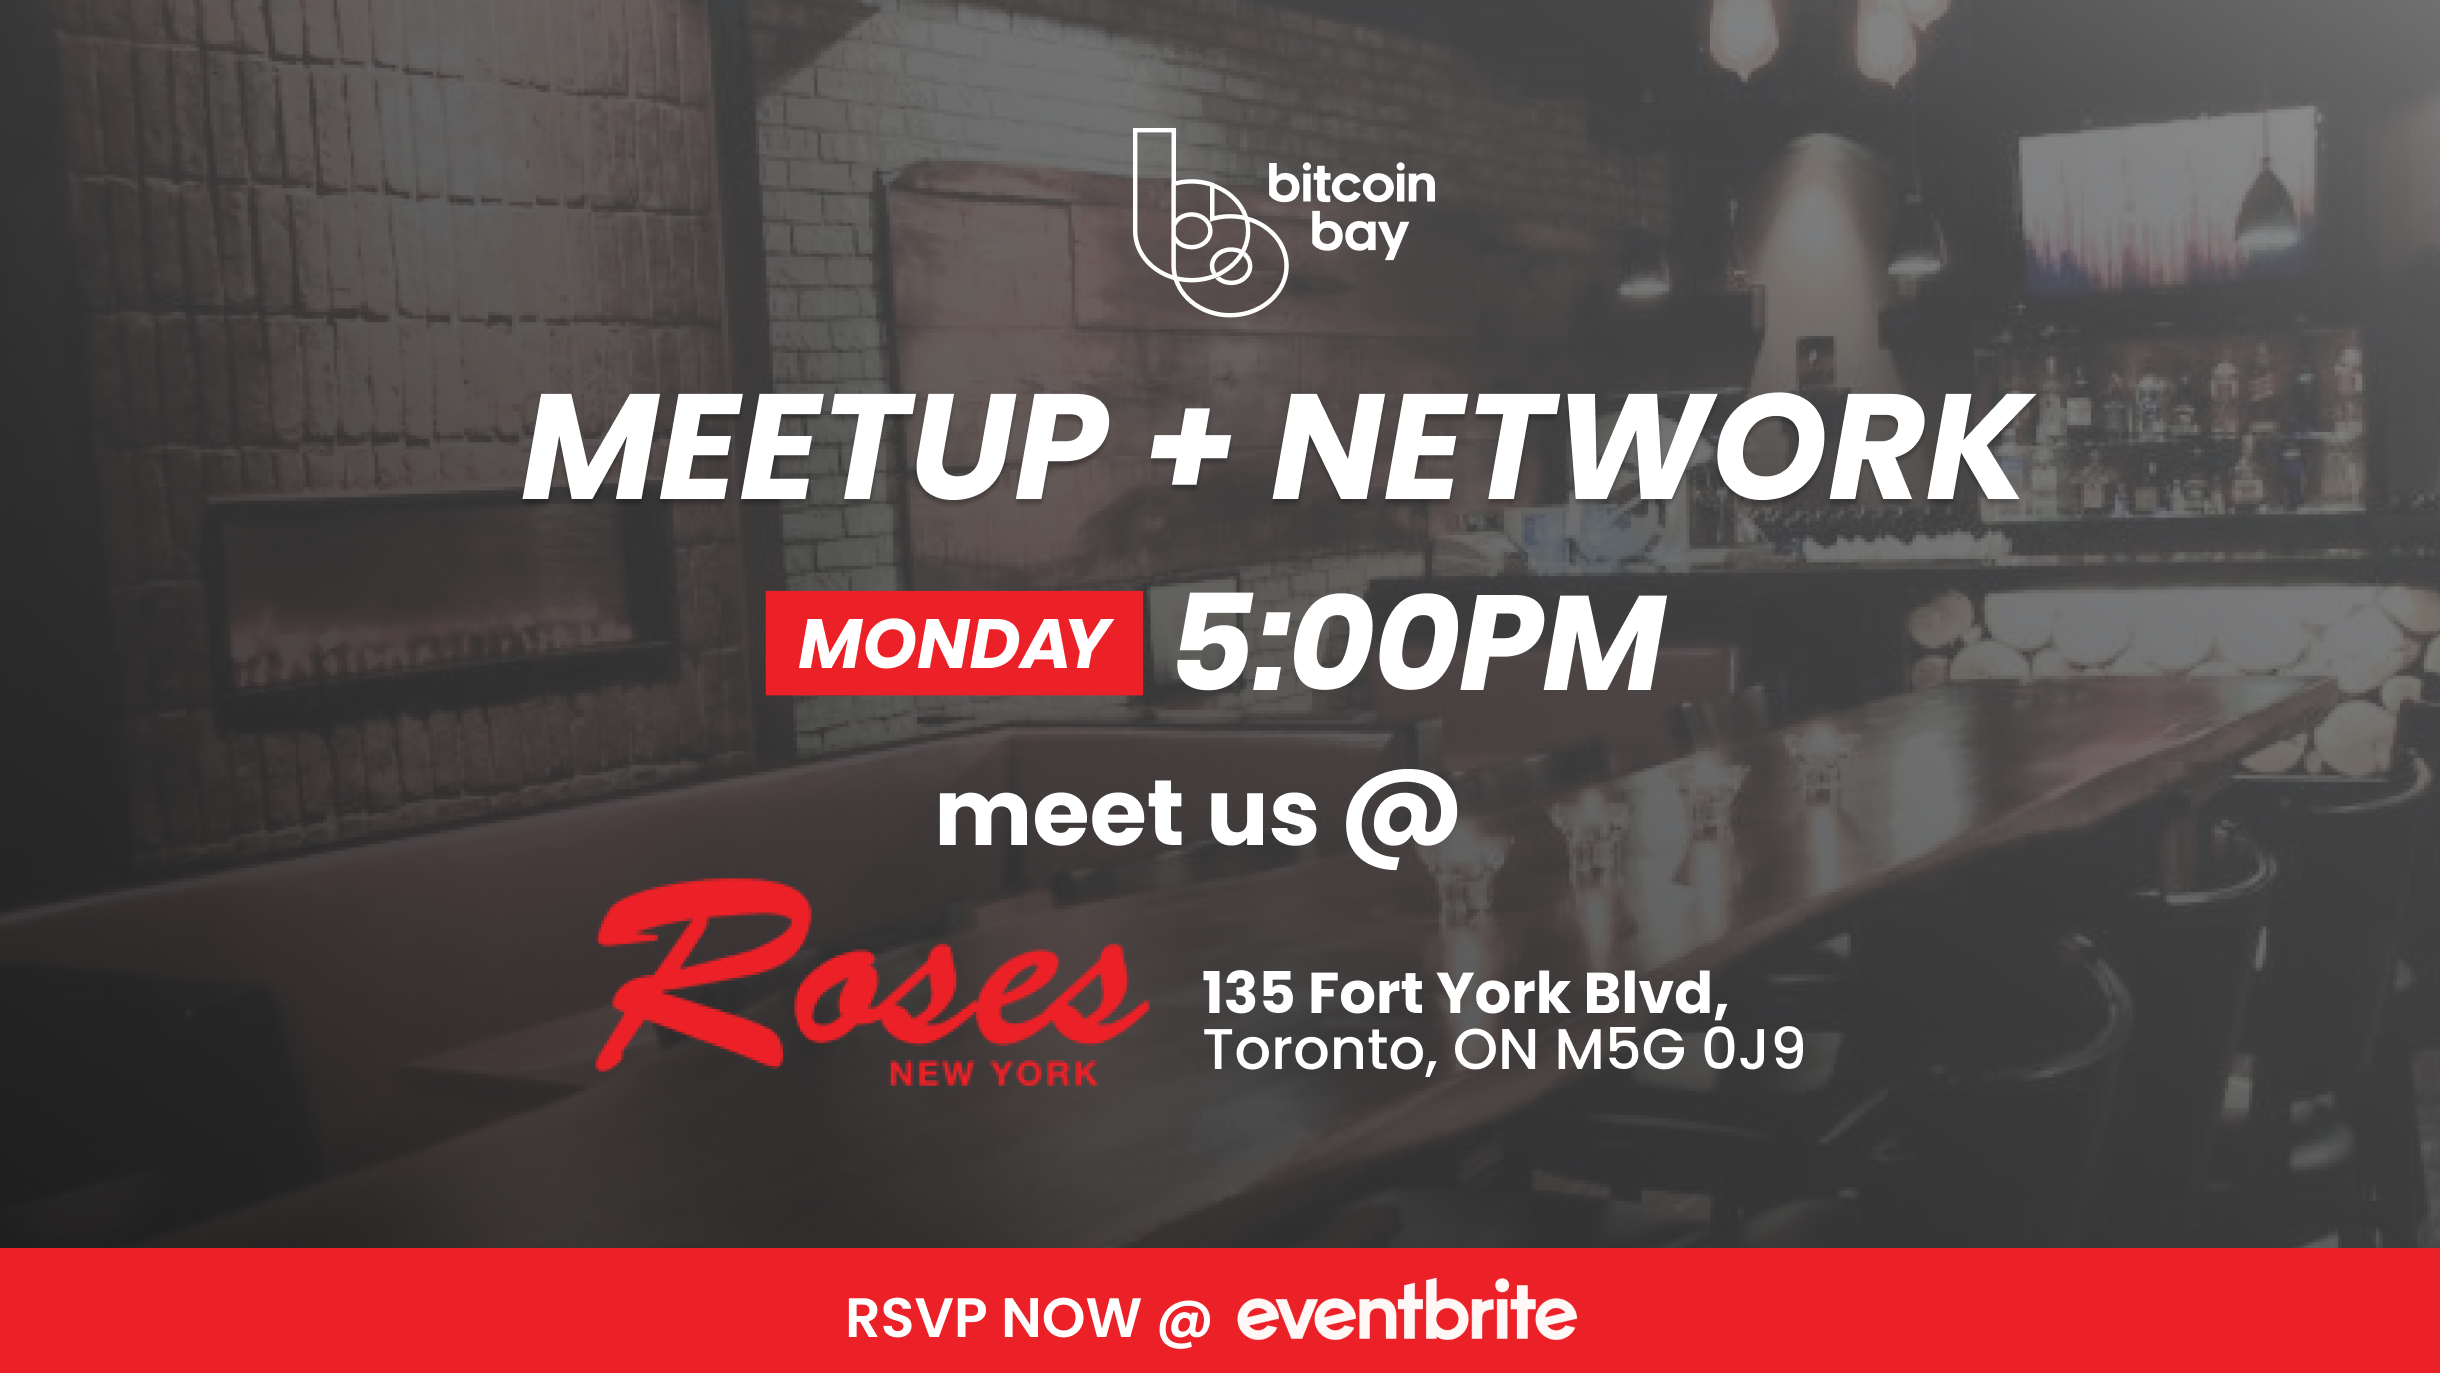 bitcoin
bay
MEETUP + NETWORK
MONDAY 5:00PM
meet us @
Roses
NEW YORK
135 Fort York Blvd,
Toronto, ON M5G 0J9
RSVP NOW @ eventbrite